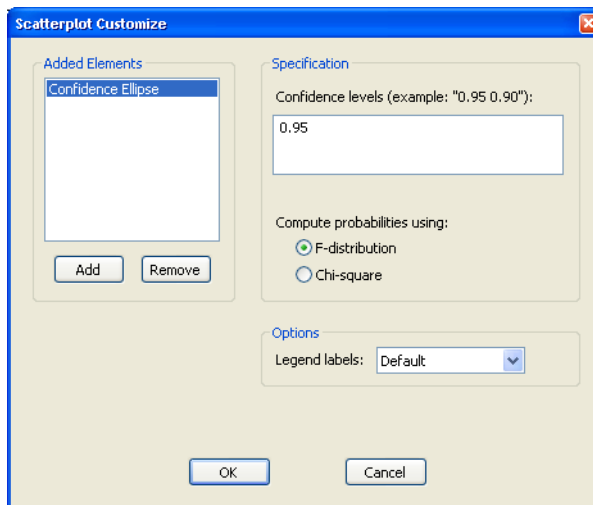 Scatterplot Customize
Added Elements
Confidence Ellipse
Add
Remove
Specification
Confidence levels (example: "0.95 0.90"):
0.95
Compute probabilities using:
F-distribution
Chi-square
Options
Legend labels:
Default
OK
Cancel